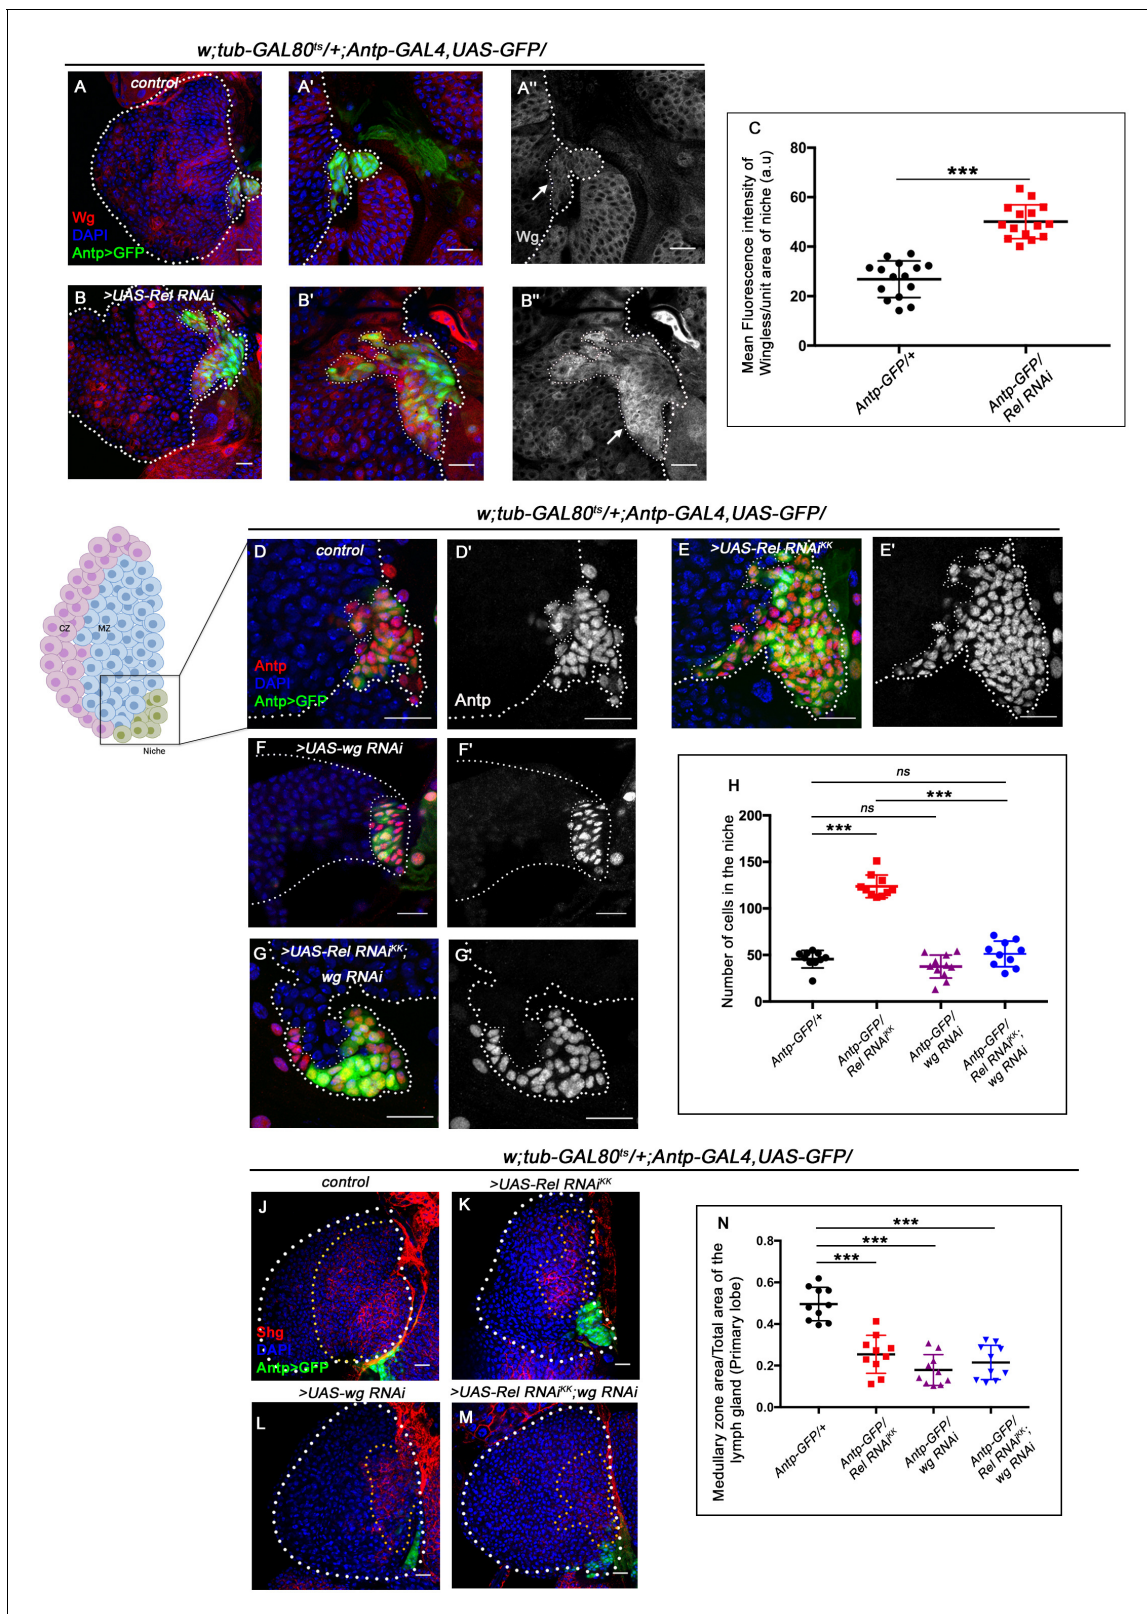 w;tub-GAL80ts/+;Antp-GAL4,UAS-GFP/
A
control
Wg
DAPI
Antp>GFP
A'
A"
Wg
B
>UAS-Rel RNAi
B'
B"
C
Mean Fluorescence intensity of
Wingless/unit area of niche (a.u)
80
60
40
20
0
***
Antp-GFP/+
Antp-GFP/
Rel RNAi
w;tub-GAL80ts/+;Antp-GAL4,UAS-GFP/
CZ
MZ
Niche
D
control
Antp
DAPI
Antp>GFP
D'
Antp
E
>UAS-Rel RNAiKK
E'
F
>UAS-wg RNAi
F'
G
>UAS-Rel RNAiKK;
wg RNAi
G'
H
Number of cells in the niche
200
150
100
50
0
ns
***
ns
***
Antp-GFP/+
Antp-GFP/
Rel RNAiKK
Antp-GFP/
wg RNAi
Antp-GFP/
Rel RNAiKK;
wg RNAi
w;tub-GAL80ts/+;Antp-GAL4,UAS-GFP/
control
J
Shg
DAPI
Antp>GFP
>UAS-Rel RNAiKK
K
>UAS-wg RNAi
L
>UAS-Rel RNAiKK;wg RNAi
M
N
Medullary zone area/Total area of the
lymph gland (Primary lobe)
0.8
0.6
0.4
0.2
0.0
***
***
***
Antp-GFP/+
Antp-GFP/
Rel RNAiKK
Antp-GFP/
wg RNAi
Antp-GFP/
Rel RNAiKK;
wg RNAi